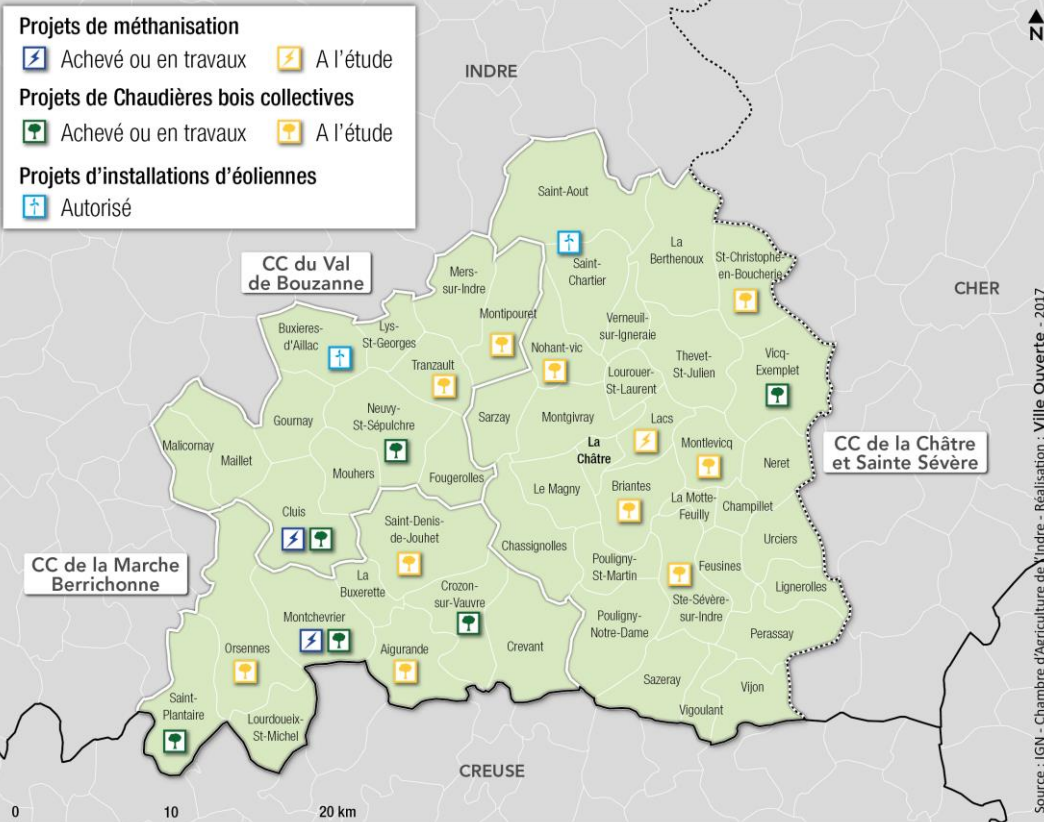 Projets de méthanisation
Achevé ou en travaux
A l'étude
Projets de Chaudières bois collectives
Achevé ou en travaux
A l'étude
Projets d'installations d'éoliennes
Autorisé
N
INDRE
CHER
CREUSE
CC du Val
de Bouzanne
CC de la Châtre
et Sainte Sévère
CC de la Marche
Berrichonne
Saint-Aout
Saint-
Chartier
La
Berthenoux
St-Christophe-
en-Boucherie
Mers-
sur-Indre
Montipouret
Buxieres-
d'Aillac
Lys-
St-Georges
Tranzault
Nohant-vic
Verneuil-
sur-Igneraie
Lourouer-
St-Laurent
Thevet-
St-Julien
Vicq-
Exemplet
Gournay
Neuvy-
St-Sépulchre
Sarzay
Montgivray
Lacs
La
Châtre
Montlevicq
Neret
Malicornay
Maillet
Mouhers
Fougerolles
Le Magny
Briantes
La Motte-
Feuilly
Champillet
Cluis
Saint-Denis-
de-Jouhet
Chassignolles
Urciers
Pouligny-
St-Martin
Feusines
Lignerolles
La
Buxerette
Crozon-
sur-Vauvre
Ste-Sévère-
sur-Indre
Montchevrier
Pouligny-
Notre-Dame
Perassay
Orsennes
Aigurande
Crevant
Sazeray
Vijon
Saint-
Plantaire
Lourdoueix-
St-Michel
Vigoulant
0
10
20 km
Source : IGN - Chambre d'Agriculture de l'Indre - Réalisation : Ville Ouverte - 2017